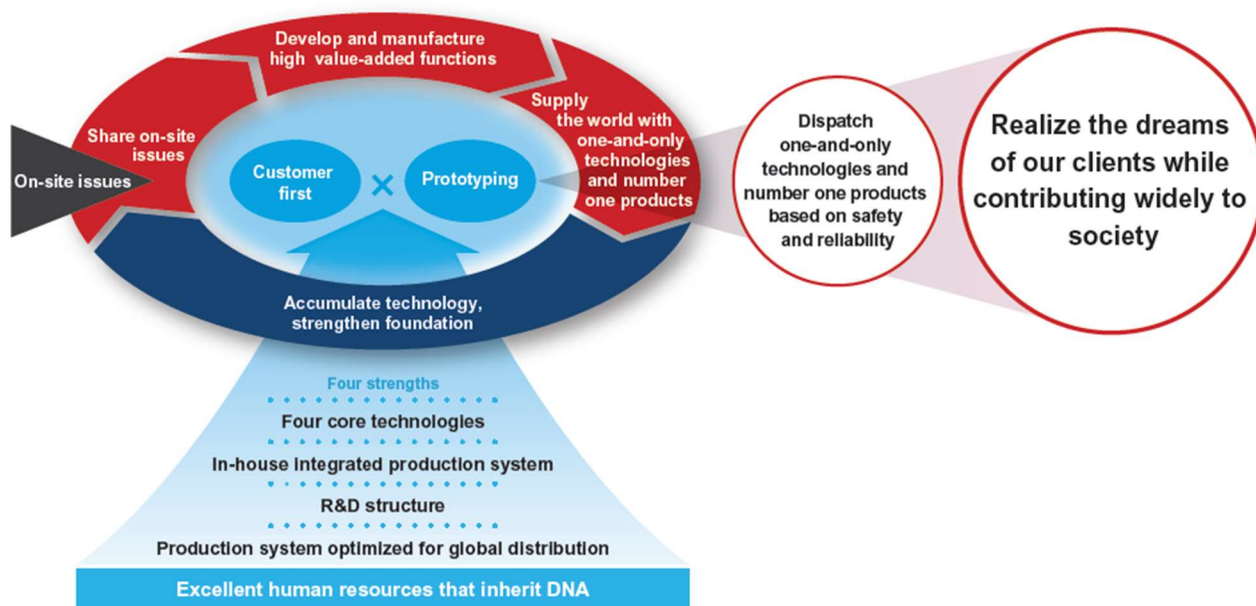 Develop and manufacture
high value-added functions
Share on-site
issues
On-site issues
Customer
first
×
Prototyping
Supply
the world with
one-and-only
technologies
and number
one products
Accumulate technology,
strengthen foundation
Dispatch
one-and-only
technologies and
number one products
based on safety
and reliability
Realize the dreams
of our clients while
contributing widely to
society
Four strengths
Four core technologies
In-house integrated production system
R&D structure
Production system optimized for global distribution
Excellent human resources that inherit DNA